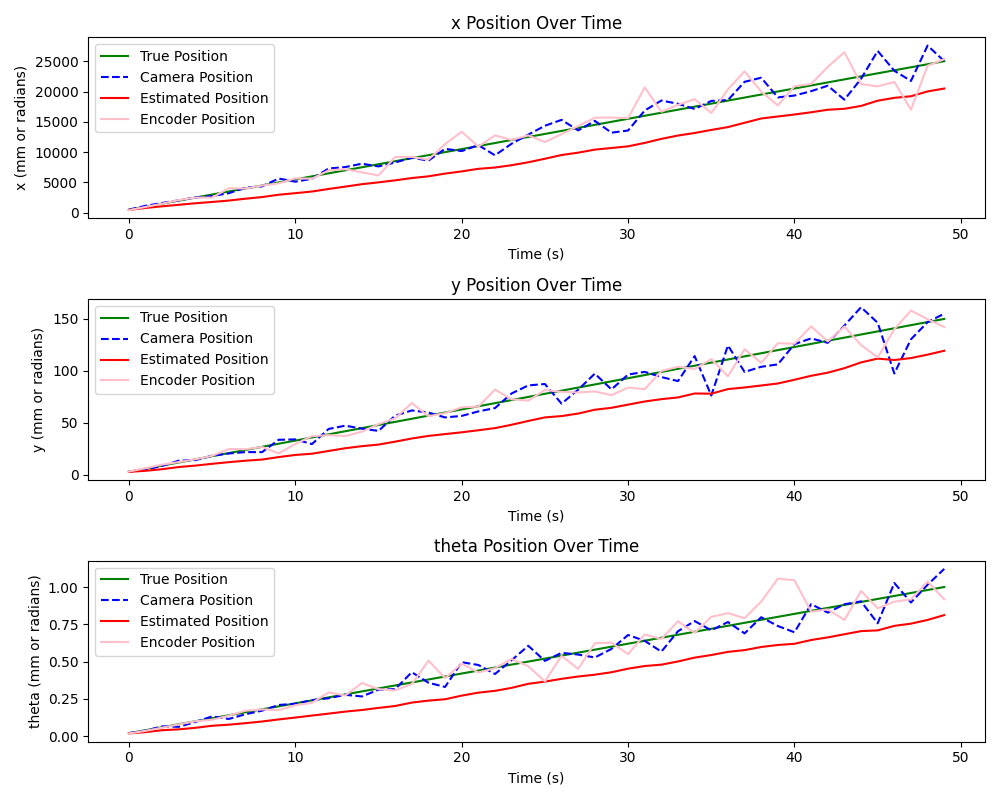 x Position Over Time
x (mm or radians)
25000
20000
15000
10000
5000
0
True Position
Camera Position
Estimated Position
Encoder Position
0 10 20 30 40 50
Time (s)
y Position Over Time
y (mm or radians)
150
100
50
0
True Position
Camera Position
Estimated Position
Encoder Position
0 10 20 30 40 50
Time (s)
theta Position Over Time
theta (mm or radians)
1.00
0.75
0.50
0.25
0.00
True Position
Camera Position
Estimated Position
Encoder Position
0 10 20 30 40 50
Time (s)